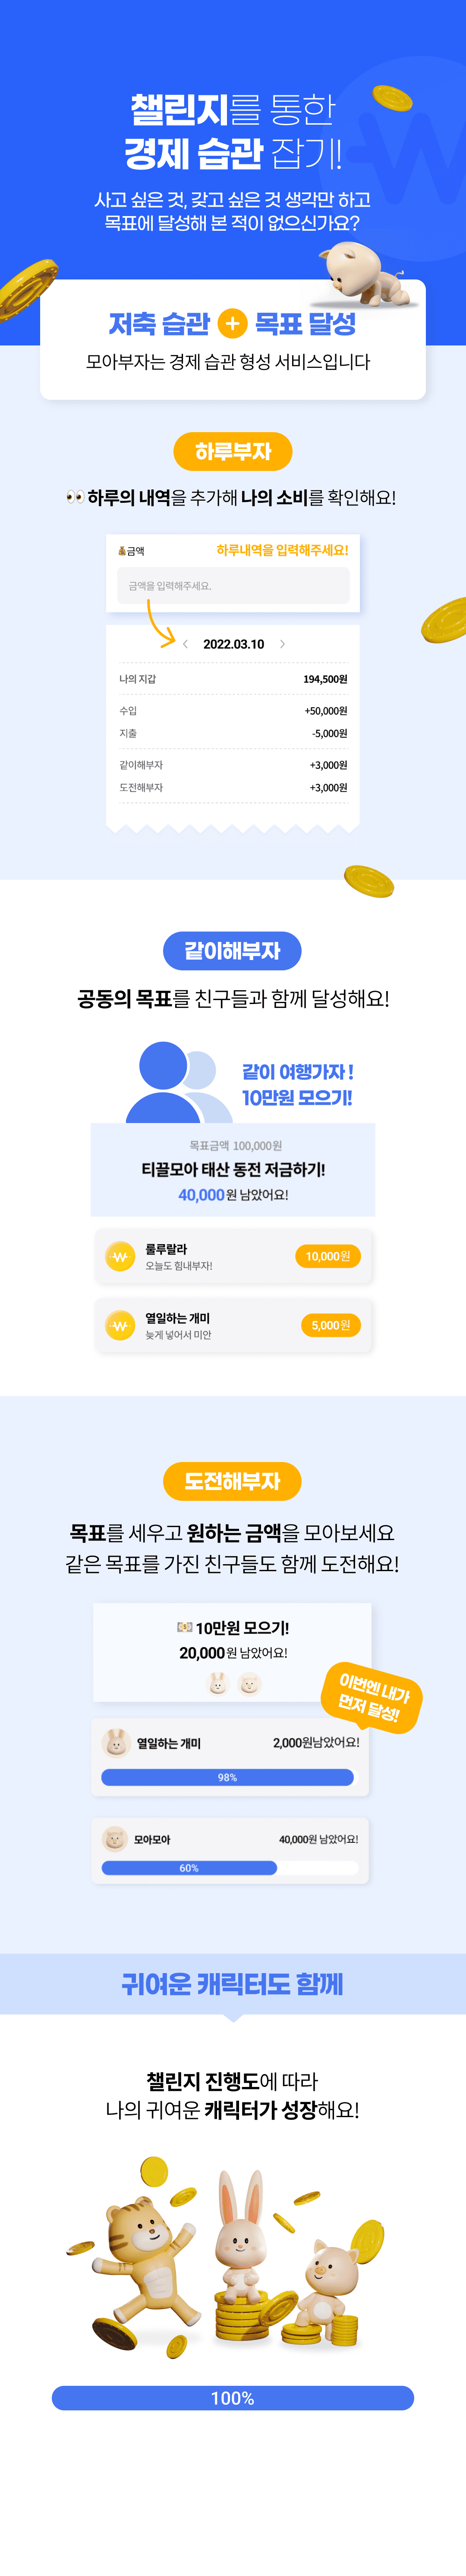 챌린지를 통한
경제 습관 잡기!
사고 싶은 것, 갖고 싶은 것 생각만 하고
목표에 달성해 본 적이 없으신가요?
저축 습관 + 목표 달성
모아부자는 경제 습관 형성 서비스입니다
하루부자
👀 하루의 내역을 추가해 나의 소비를 확인해요!
💰금액
하루내역을 입력해주세요!
금액을 입력해주세요.
< 2022.03.10 >
나의 지갑 194,500원
수입 +50,000원
지출 -5,000원
같이해부자 +3,000원
도전해부자 +3,000원
같이해부자
공동의 목표를 친구들과 함께 달성해요!
같이 여행가자!
10만원 모으기!
목표금액 100,000원
티끌모아 태산 동전 저금하기!
40,000원 남았어요!
룰루랄라
오늘도 힘내부자!
10,000원
열일하는 개미
늦게 넣어서 미안
5,000원
도전해부자
목표를 세우고 원하는 금액을 모아보세요
같은 목표를 가진 친구들도 함께 도전해요!
💴 10만원 모으기!
20,000원 남았어요!
이번엔 내가
먼저 달성!
열일하는 개미 2,000원남았어요!
98%
모아모아 40,000원 남았어요!
60%
귀여운 캐릭터도 함께
챌린지 진행도에 따라
나의 귀여운 캐릭터가 성장해요!
100%